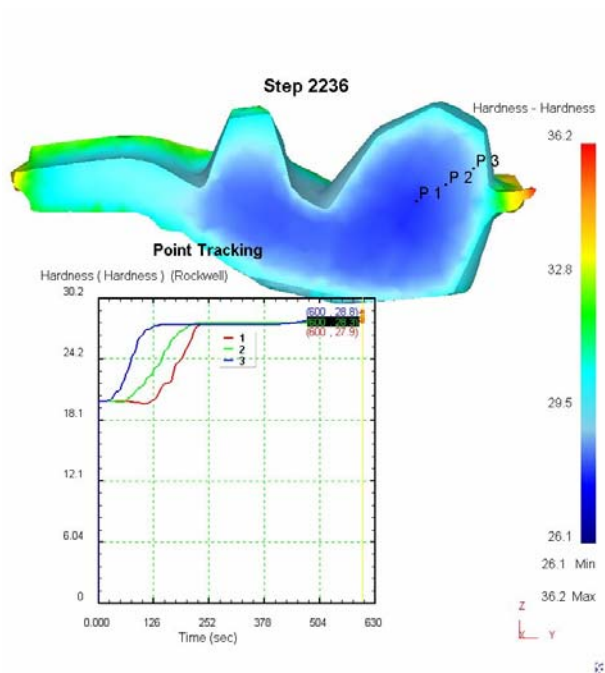 Step 2236
Hardness - Hardness
36.2
P 3
P 2
P 1
32.8
Point Tracking
Hardness ( Hardness ) (Rockwell)
30.2
(600 , 28.8)
(600 , 27.9)
1
2
3
24.2
29.5
18.1
12.1
26.1
6.04
26.1 Min
36.2 Max
0
0.000 126 252 378 504 630
Time (sec)
Z
X Y